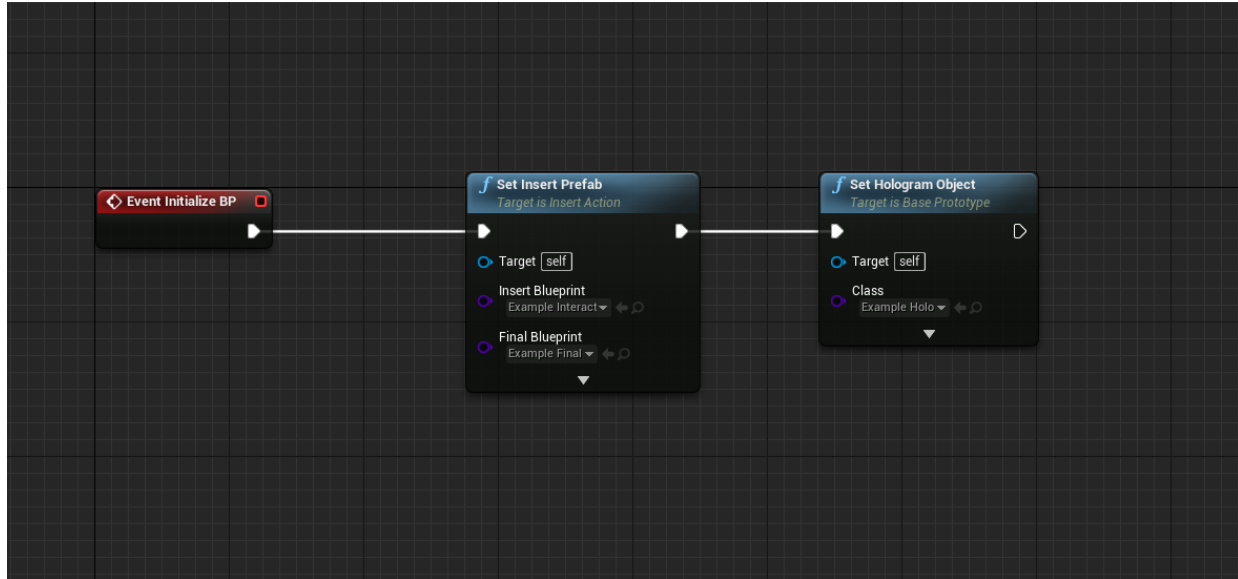 Event Initialize BP
Set Insert Prefab
Target is Insert Action
Target self
Insert Blueprint
Example Interact
Final Blueprint
Example Final
Set Hologram Object
Target is Base Prototype
Target self
Class
Example Holo